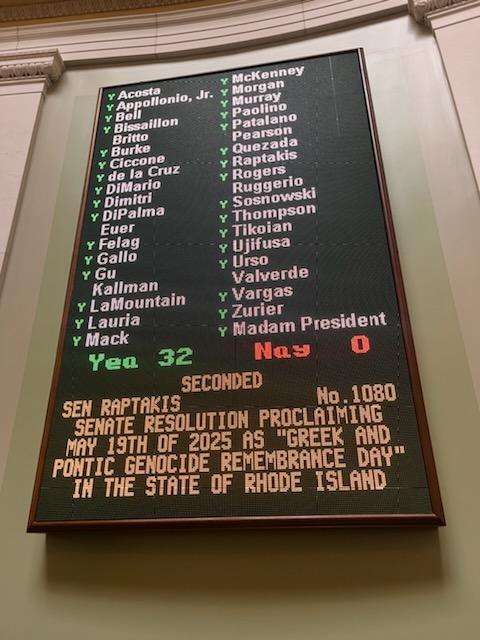 Y Acosta
Y Appollonio, Jr.
Y Bell
Y Bissaillon
Britto
Y Burke
Y Ciccone
Y de la Cruz
Y DiMario
Y Dimitri
Y DiPalma
Euer
Y Felag
Y Gallo
Y Gu
Kallman
Y LaMountain
Y Lauria
Y Mack
Y McKenney
Y Morgan
Y Murray
Y Paolino
Y Patalano
Pearson
Y Quezada
Y Raptakis
Y Rogers
Ruggerio
Y Sosnowski
Y Thompson
Y Tikoian
Y Ujifusa
Y Urso
Valverde
Y Vargas
Y Zurier
Y Madam President
Yea 32 Nay 0
SECONDED
SEN RAPTAKIS No.1080
SENATE RESOLUTION PROCLAIMING
MAY 19TH OF 2025 AS "GREEK AND
PONTIC GENOCIDE REMEMBRANCE DAY"
IN THE STATE OF RHODE ISLAND